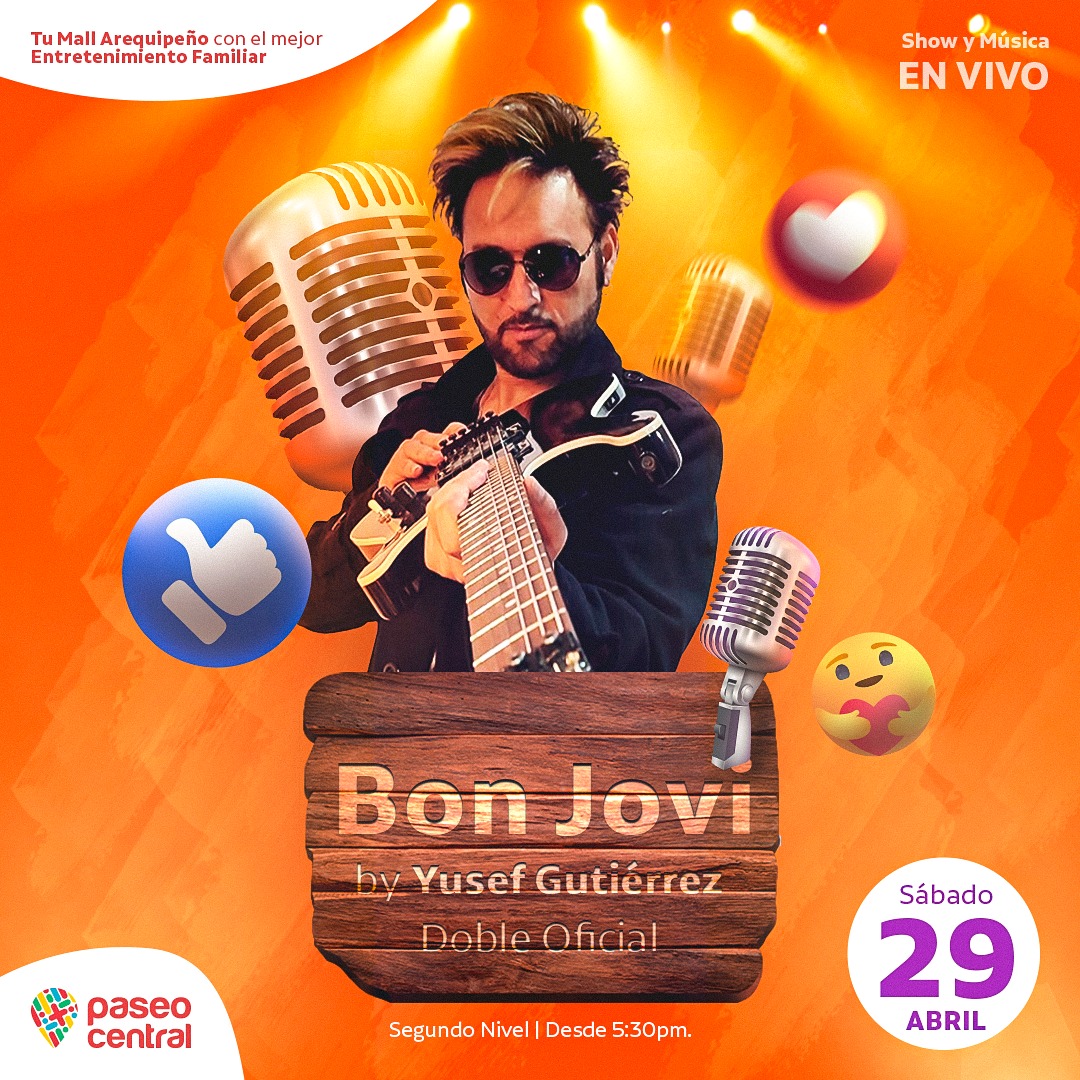 Tu Mall Arequipeño con el mejor
Entretenimiento Familiar
Show y Música
EN VIVO
Bon Jovi
by Yusef Gutiérrez
Doble Oficial
Sábado
29
ABRIL
paseo
central
Segundo Nivel | Desde 5:30pm.